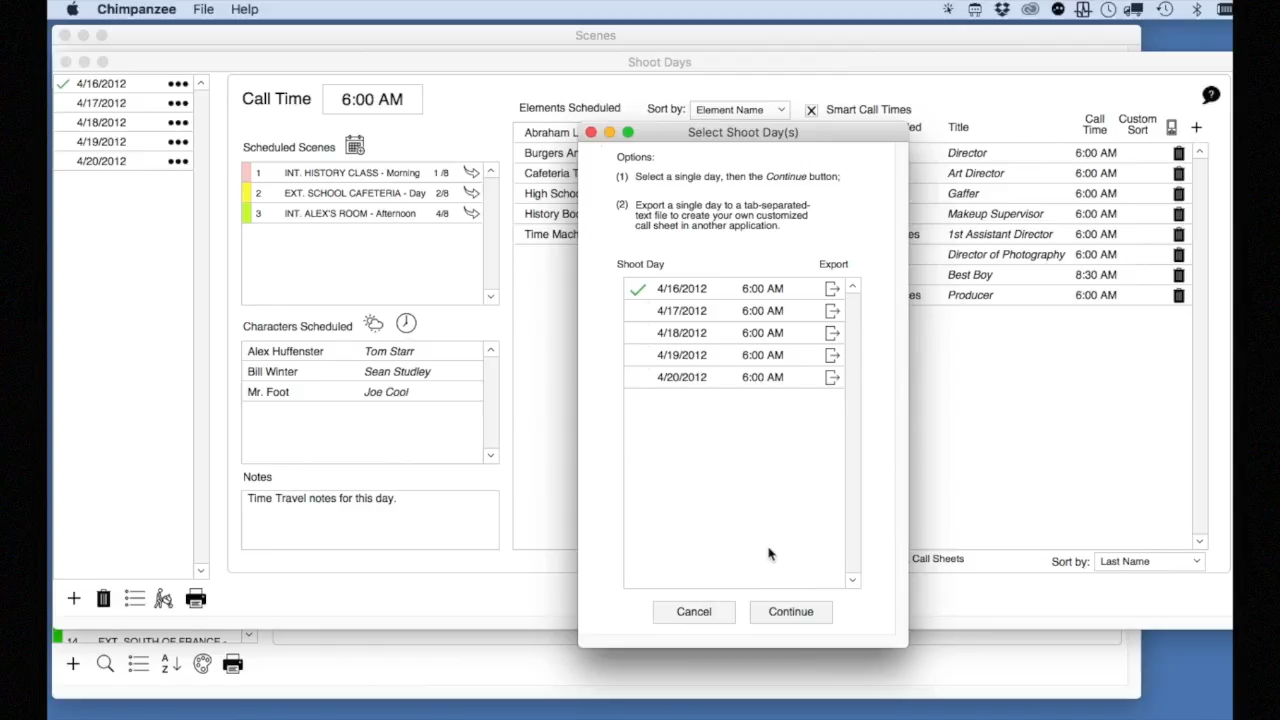 Chimpanzee File Help
Scenes
Shoot Days
4/16/2012
4/17/2012
4/18/2012
4/19/2012
4/20/2012
Call Time 6:00 AM
Scheduled Scenes
1 INT. HISTORY CLASS - Morning 1/8
2 EXT. SCHOOL CAFETERIA - Day 2/8
3 INT. ALEX'S ROOM - Afternoon 4/8
Characters Scheduled
Alex Huffenster Tom Starr
Bill Winter Sean Studley
Mr. Foot Joe Cool
Notes
Time Travel notes for this day.
Elements Scheduled Sort by: Element Name X Smart Call Times
Abraham L
Burgers An
Cafeteria T
High Schoo
History Boo
Time Mach
Select Shoot Day(s)
Options:
(1) Select a single day, then the Continue button;
(2) Export a single day to a tab-separated-
text file to create your own customized
call sheet in another application.
Shoot Day Export
4/16/2012 6:00 AM
4/17/2012 6:00 AM
4/18/2012 6:00 AM
4/19/2012 6:00 AM
4/20/2012 6:00 AM
Cancel Continue
ed Title Call Time Custom Sort
Director 6:00 AM
Art Director 6:00 AM
Gaffer 6:00 AM
Makeup Supervisor 6:00 AM
es 1st Assistant Director 6:00 AM
Director of Photography 6:00 AM
Best Boy 8:30 AM
es Producer 6:00 AM
Call Sheets Sort by: Last Name
14 EXT. SOUTH OF FRANCE -
A
Z